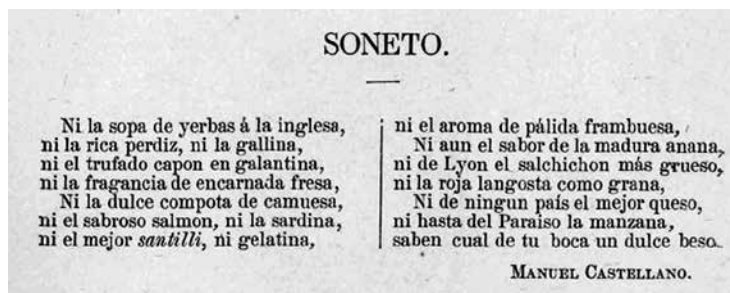 SONETO.
Ni la sopa de yerbas á la inglesa,
ni la rica perdiz, ni la gallina,
ni el trufado capon en galantina,
ni la fragancia de encarnada fresa,
Ni la dulce compota de camuesa,
ni el sabroso salmon, ni la sardina,
ni el mejor santilli, ni gelatina,
ni el aroma de pálida frambuesa,
Ni aun el sabor de la madura anana,
ni de Lyon el salchichon más grueso,
ni la roja langosta como grana,
Ni de ningun país el mejor queso,
ni hasta del Paraiso la manzana,
saben cual de tu boca un dulce beso.
MANUEL CASTELLANO.